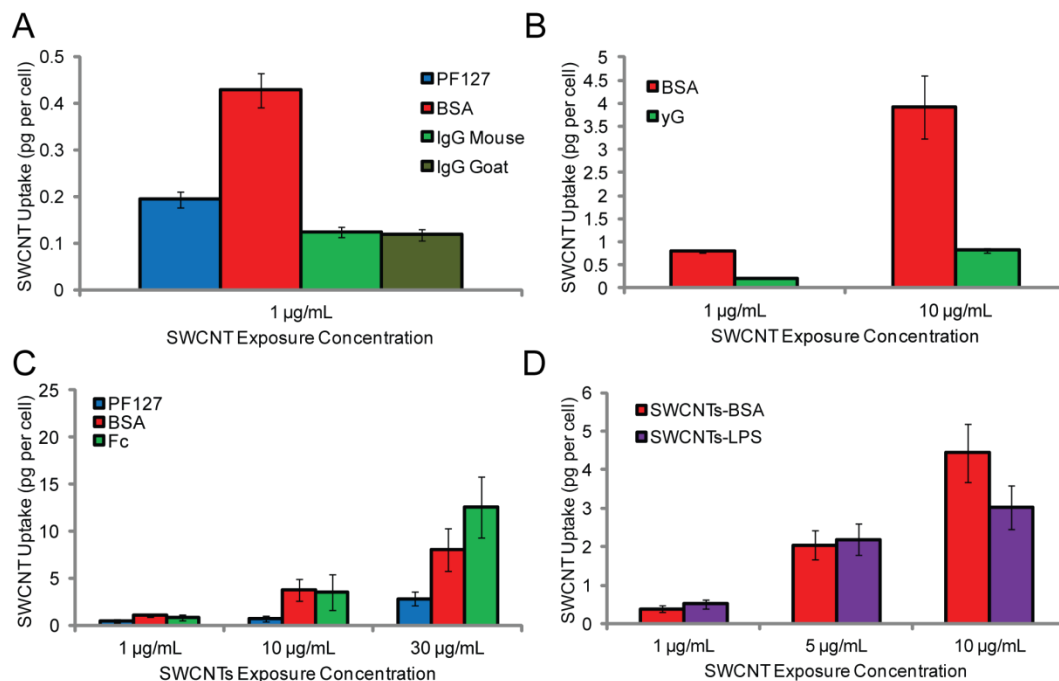 A
SWCNT Uptake (pg per cell)
0.5
0.4
0.3
0.2
0.1
0
PF127
BSA
IgG Mouse
IgG Goat
1 µg/mL
SWCNT Exposure Concentration
B
SWCNT Uptake (pg per cell)
5
4.5
4
3.5
3
2.5
2
1.5
1
0.5
0
BSA
yG
1 µg/mL 10 µg/mL
SWCNT Exposure Concentration
C
SWCNT Uptake (pg per cell)
25
20
15
10
5
0
PF127
BSA
Fc
1 µg/mL 10 µg/mL 30 µg/mL
SWCNTs Exposure Concentration
D
SWCNT Uptake (pg per cell)
6
5
4
3
2
1
0
SWCNTs-BSA
SWCNTs-LPS
1 µg/mL 5 µg/mL 10 µg/mL
SWCNT Exposure Concentration